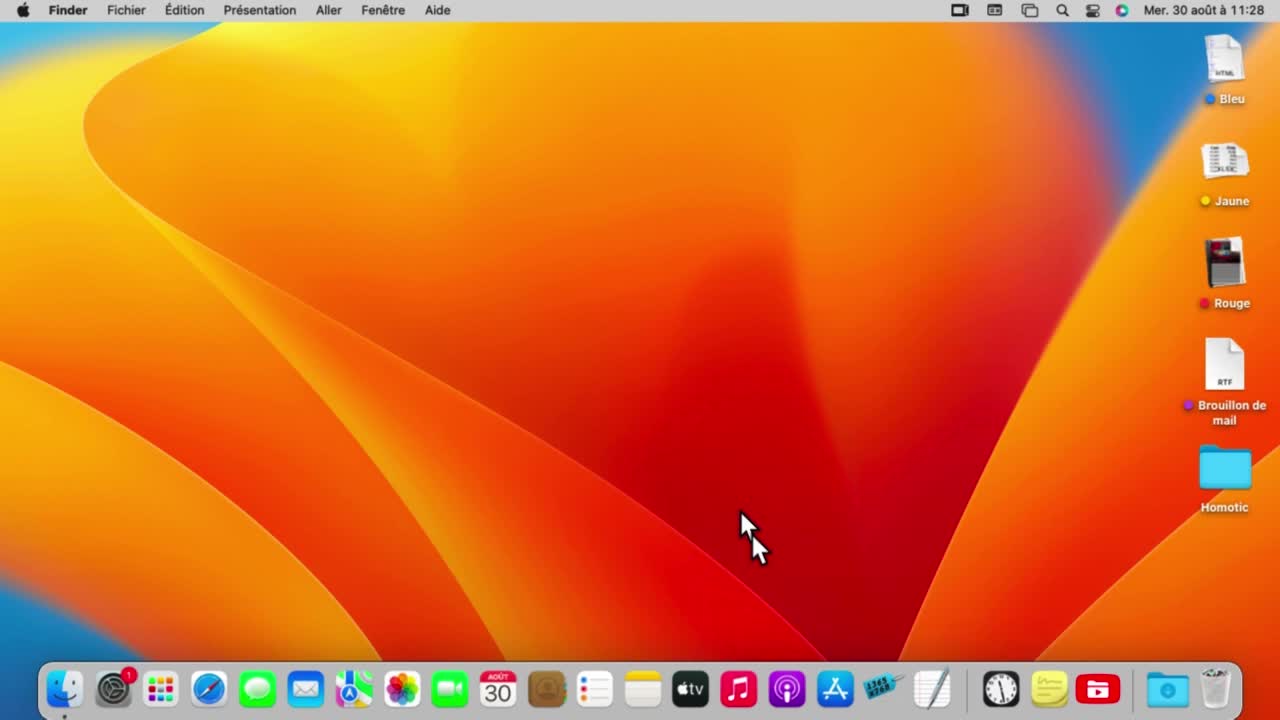 Finder Fichier Édition Présentation Aller Fenêtre Aide Mer. 30 août à 11:28
HTML
Bleu
Jaune
Rouge
RTF
Brouillon de
mail
Homotic
1
AOÛT
30
tv